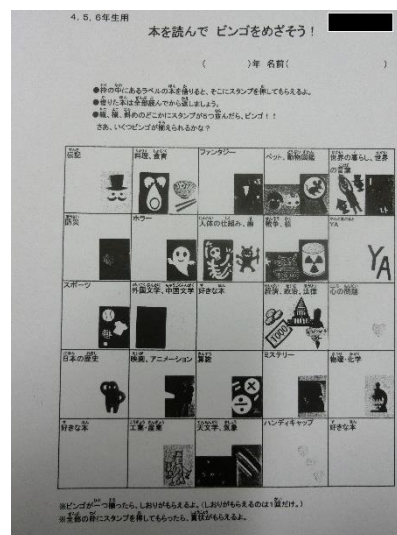 4.5.6年生用
本を読んで ビンゴをめざそう！
(　　　　)年 名前(　　　　　　　　)
●枠の中にあるラベルの本を借りると、そこにスタンプを押してもらえるよ。
●借りた本は全部読んでから返しましょう。
●縦、横、斜めのどこかにスタンプが5つ並んだら、ビンゴ！！
さあ、いくつビンゴが揃えられるかな？
伝記
料理、食育
ファンタジー
ペット、動物図鑑
世界の暮らし、世界の言葉
防災
ホラー
人体の仕組み、歯
戦争、核
YA
YA
スポーツ
外国文学、中国文学
好きな本
経済、政治、法律
1000
心の問題
日本の歴史
映画、アニメーション
算数
ミステリー
物理・化学
好きな本
工業・産業
天文学、気象
ハンディキャップ
好きな本
※ビンゴが一つ揃ったら、しおりがもらえるよ。(しおりがもらえるのは1回だけ。)
※全部の枠にスタンプを押してもらったら、賞状がもらえるよ。